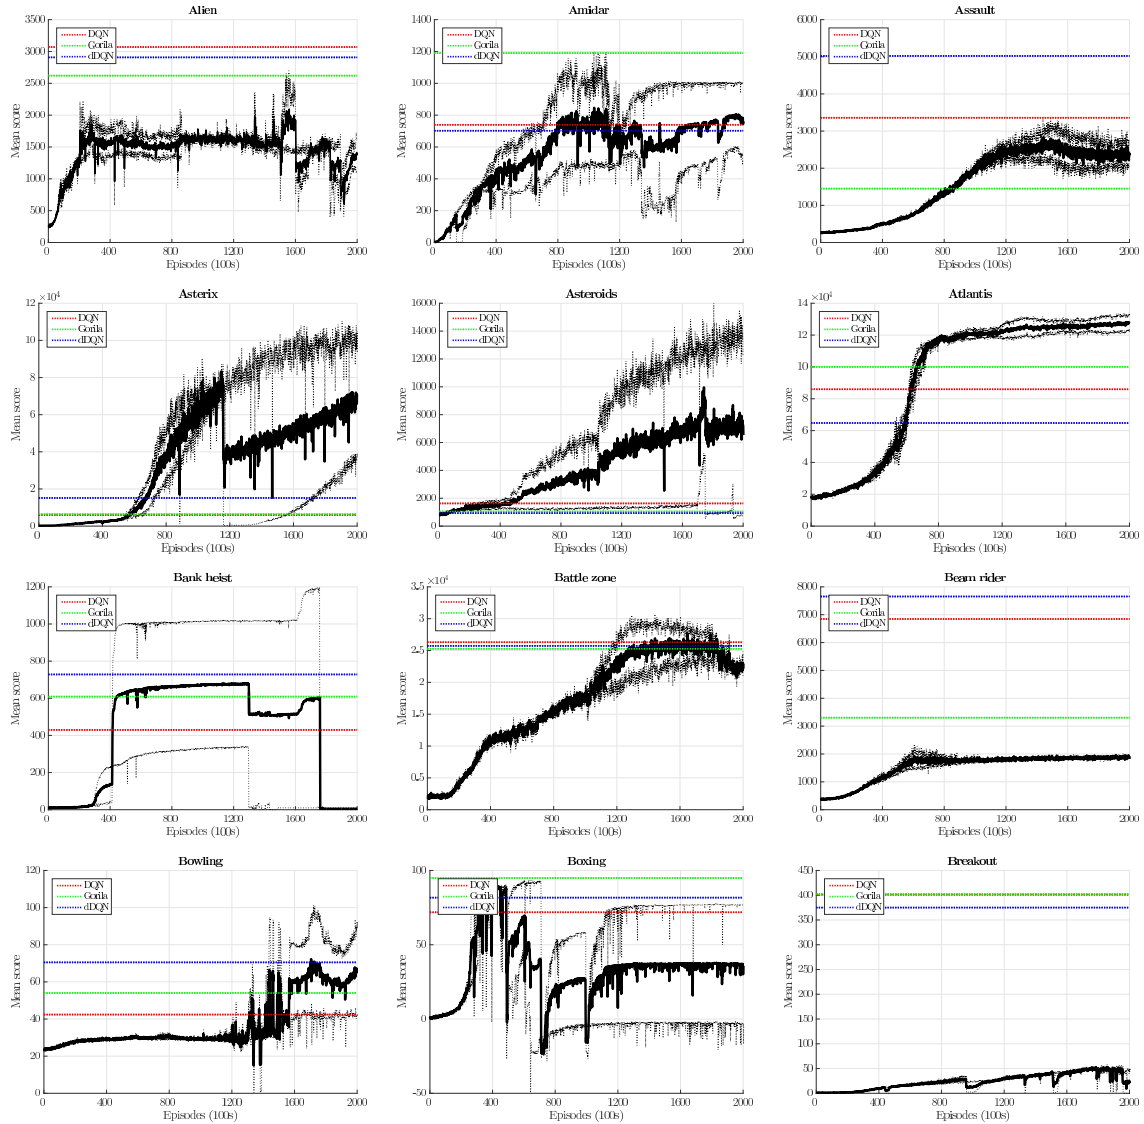 Alien
3500
3000
2500
2000
1500
1000
500
0
DQN
Gorila
dDQN
Mean score
0 400 800 1200 1600 2000
Episodes (100s)
Amidar
1400
1200
1000
800
600
400
200
0
DQN
Gorila
dDQN
Mean score
0 400 800 1200 1600 2000
Episodes (100s)
Assault
6000
5000
4000
3000
2000
1000
0
DQN
Gorila
dDQN
Mean score
0 400 800 1200 1600 2000
Episodes (100s)
Asterix
×10⁴
12
10
8
6
4
2
0
DQN
Gorila
dDQN
Mean score
0 400 800 1200 1600 2000
Episodes (100s)
Asteroids
16000
14000
12000
10000
8000
6000
4000
2000
0
DQN
Gorila
dDQN
Mean score
0 400 800 1200 1600 2000
Episodes (100s)
Atlantis
×10⁴
14
12
10
8
6
4
2
0
DQN
Gorila
dDQN
Mean score
0 400 800 1200 1600 2000
Episodes (100s)
Bank heist
1200
1000
800
600
400
200
0
DQN
Gorila
dDQN
Mean score
0 400 800 1200 1600 2000
Episodes (100s)
Battle zone
×10⁴
3.5
3
2.5
2
1.5
1
0.5
0
DQN
Gorila
dDQN
Mean score
0 400 800 1200 1600 2000
Episodes (100s)
Beam rider
8000
7000
6000
5000
4000
3000
2000
1000
0
DQN
Gorila
dDQN
Mean score
0 400 800 1200 1600 2000
Episodes (100s)
Bowling
120
100
80
60
40
20
0
DQN
Gorila
dDQN
Mean score
0 400 800 1200 1600 2000
Episodes (100s)
Boxing
100
50
0
-50
DQN
Gorila
dDQN
Mean score
0 400 800 1200 1600 2000
Episodes (100s)
Breakout
450
400
350
300
250
200
150
100
50
0
DQN
Gorila
dDQN
Mean score
0 400 800 1200 1600 2000
Episodes (100s)